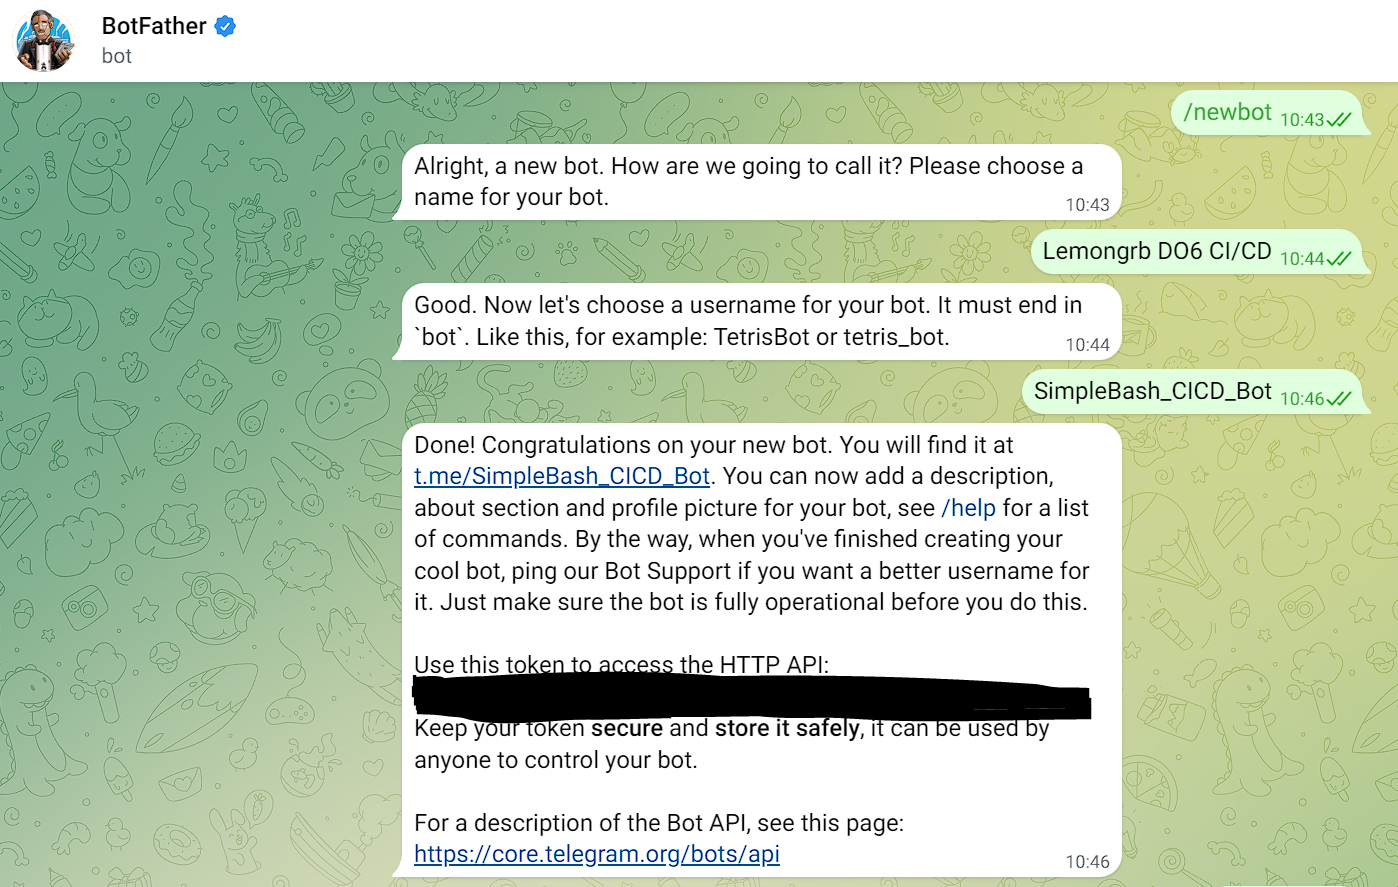 BotFather
bot
/newbot 10:43
Alright, a new bot. How are we going to call it? Please choose a
name for your bot.
10:43
Lemongrb DO6 CI/CD 10:44
Good. Now let's choose a username for your bot. It must end in
`bot`. Like this, for example: TetrisBot or tetris_bot.
10:44
SimpleBash_CICD_Bot 10:46
Done! Congratulations on your new bot. You will find it at
t.me/SimpleBash_CICD_Bot. You can now add a description,
about section and profile picture for your bot, see /help for a list
of commands. By the way, when you've finished creating your
cool bot, ping our Bot Support if you want a better username for
it. Just make sure the bot is fully operational before you do this.
Use this token to access the HTTP API:
Keep your token secure and store it safely, it can be used by
anyone to control your bot.
For a description of the Bot API, see this page:
https://core.telegram.org/bots/api
10:46